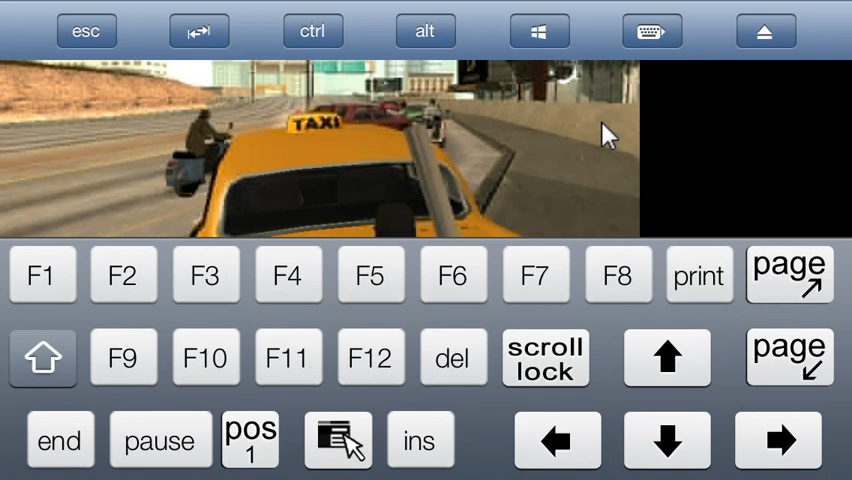 esc ctrl alt
TAXI
F1 F2 F3 F4 F5 F6 F7 F8 print page
F9 F10 F11 F12 del scroll lock page
end pause pos 1 ins